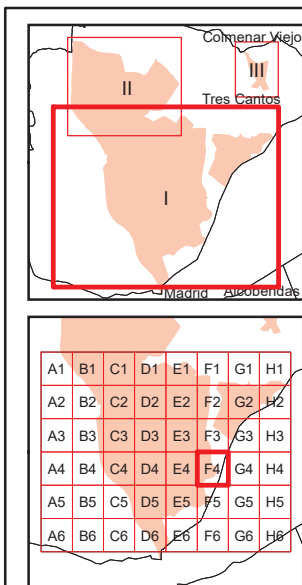 Colmenar Viejo
II
III
Tres Cantos
I
Madrid
Alcobendas
A1 B1 C1 D1 E1 F1 G1 H1
A2 B2 C2 D2 E2 F2 G2 H2
A3 B3 C3 D3 E3 F3 G3 H3
A4 B4 C4 D4 E4 F4 G4 H4
A5 B5 C5 D5 E5 F5 G5 H5
A6 B6 C6 D6 E6 F6 G6 H6